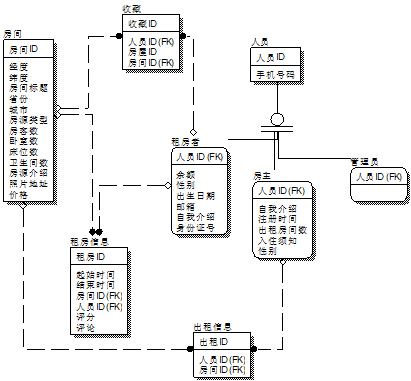 房间
房间ID
经度
纬度
房间标题
省份
城市
房源类型
房客数
卧室数
床位数
卫生间数
房源介绍
照片地址
价格
收藏
收藏ID
人员ID(FK)
房屋ID
房间ID(FK)
人员
人员ID
手机号码
租房者
人员ID(FK)
余额
性别
出生日期
邮箱
自我介绍
身份证号
房主
人员ID(FK)
自我介绍
注册时间
出租房间数
入住须知
性别
管理员
人员ID(FK)
租房信息
租房ID
起始时间
结束时间
房间ID(FK)
人员ID(FK)
评分
评论
出租信息
出租ID
人员ID(FK)
房间ID(FK)